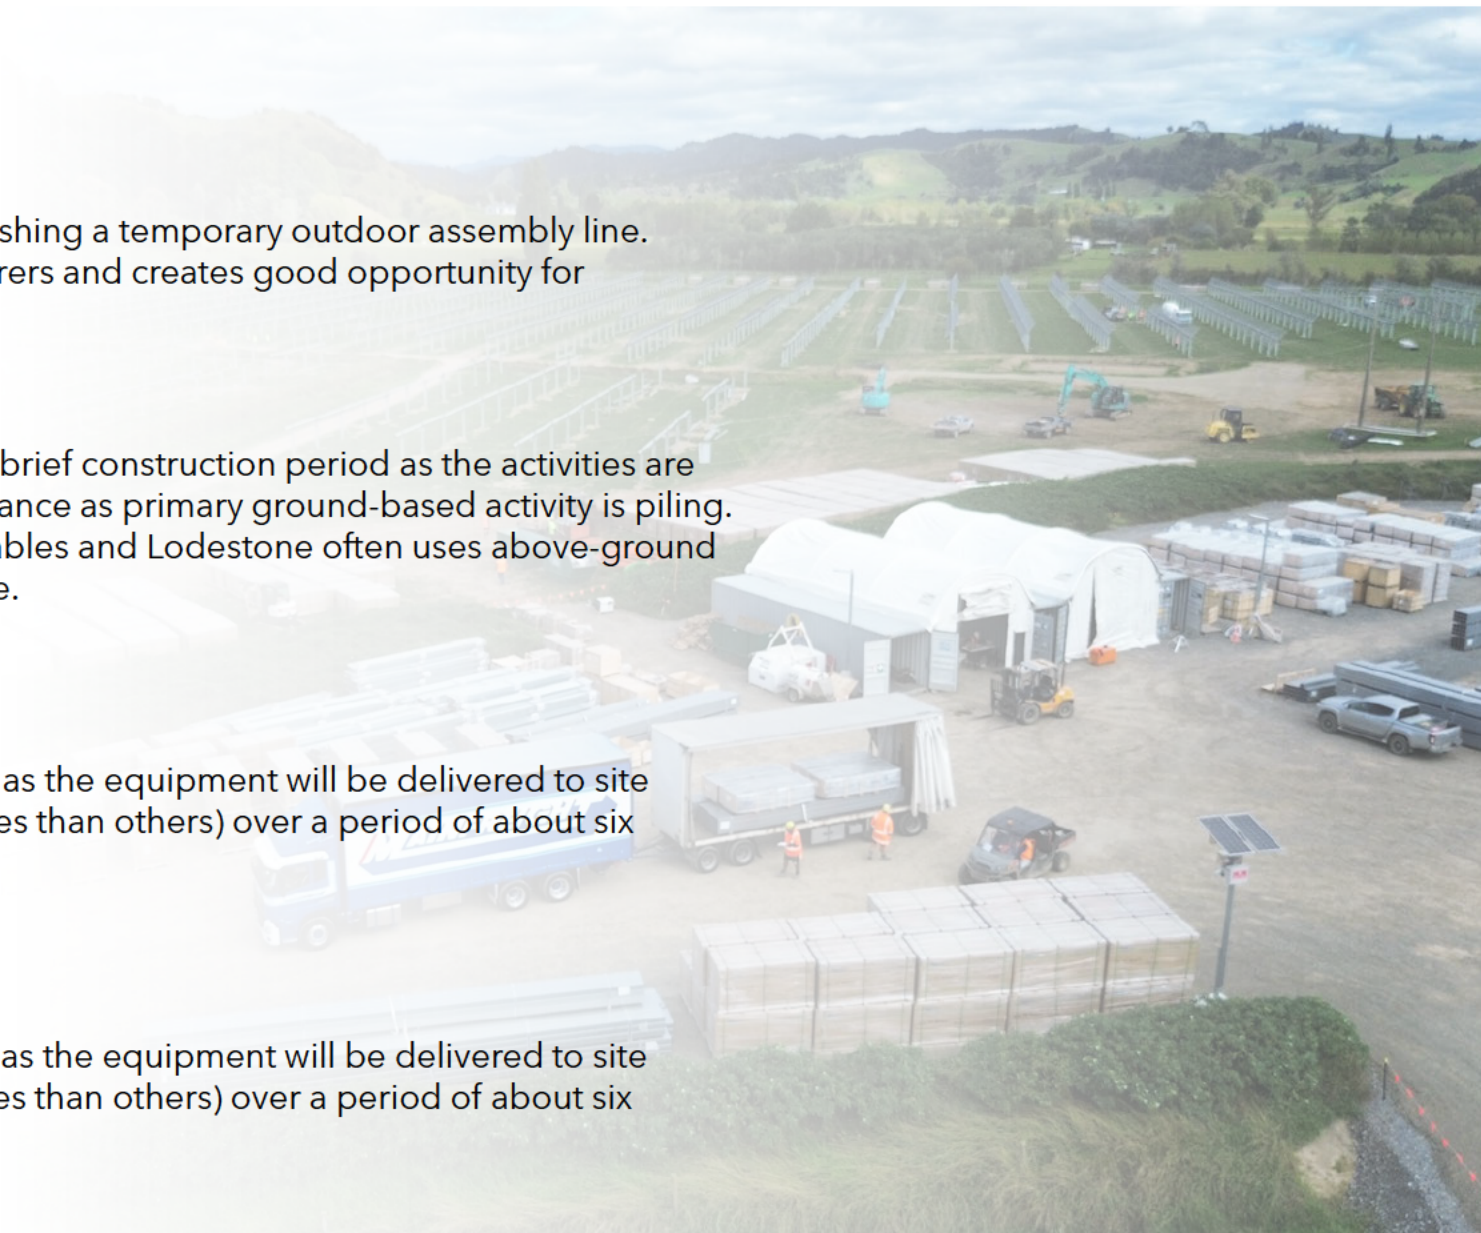 shing a temporary outdoor assembly line.
rers and creates good opportunity for
brief construction period as the activities are
ance as primary ground-based activity is piling.
ables and Lodestone often uses above-ground
e.
as the equipment will be delivered to site
es than others) over a period of about six
MAINFREIGHT
as the equipment will be delivered to site
es than others) over a period of about six